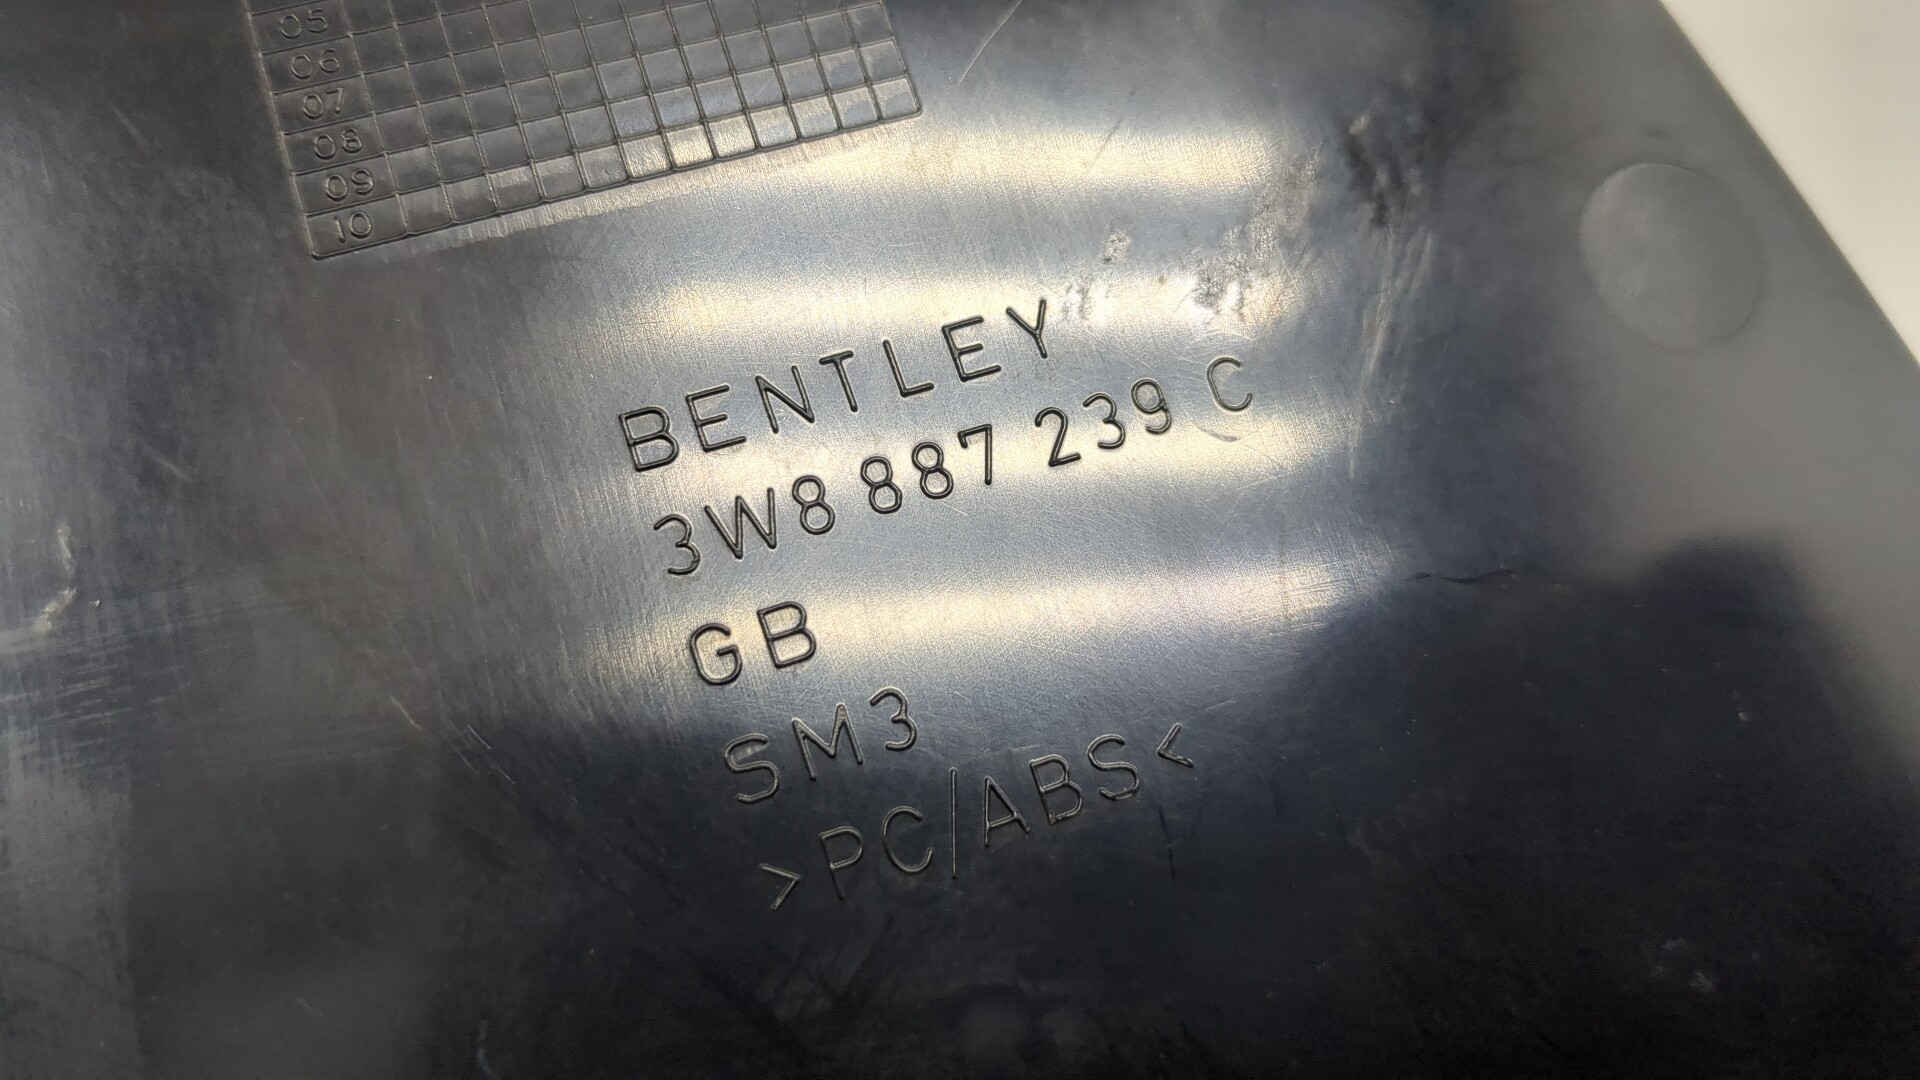 05
06
07
08
09
10
BENTLEY
3W8 887 239 C
GB
SM3
>PC/ABS<